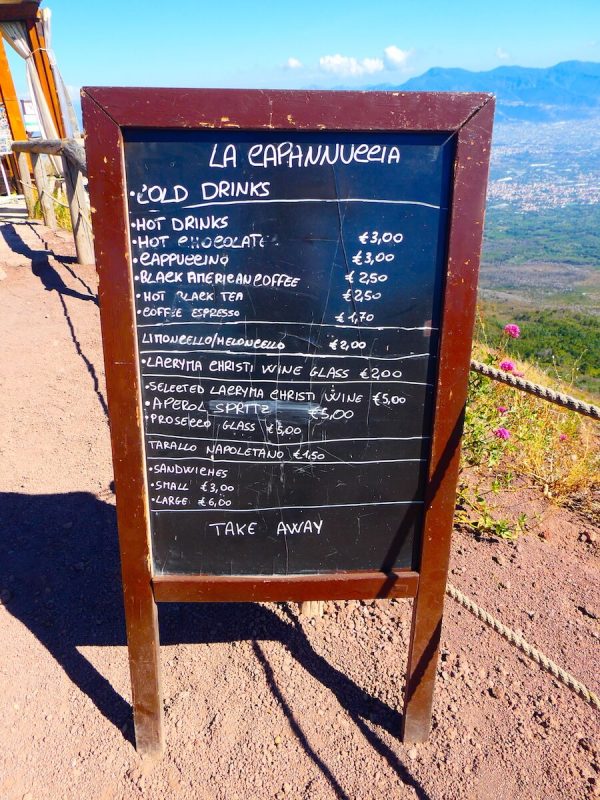 LA CAPANNUCCIA
•COLD DRINKS
•HOT DRINKS
•HOT CHOCOLATE €3,00
•CAPPUCCINO €3,00
•BLACK AMERICAN COFFEE €2,50
•HOT BLACK TEA €2,50
•COFFEE ESPRESSO €1,70
LIMONCELLO/MELONCELLO €2,00
•LACRYMA CHRISTI WINE GLASS €2,00
•SELECTED LACRYMA CHRISTI WINE €5,00
•APEROL SPRITZ €5,00
PROSECCO GLASS €5,00
TARALLO NAPOLETANO €1,50
•SANDWICHES
•SMALL €3,00
•LARGE €6,00
TAKE AWAY